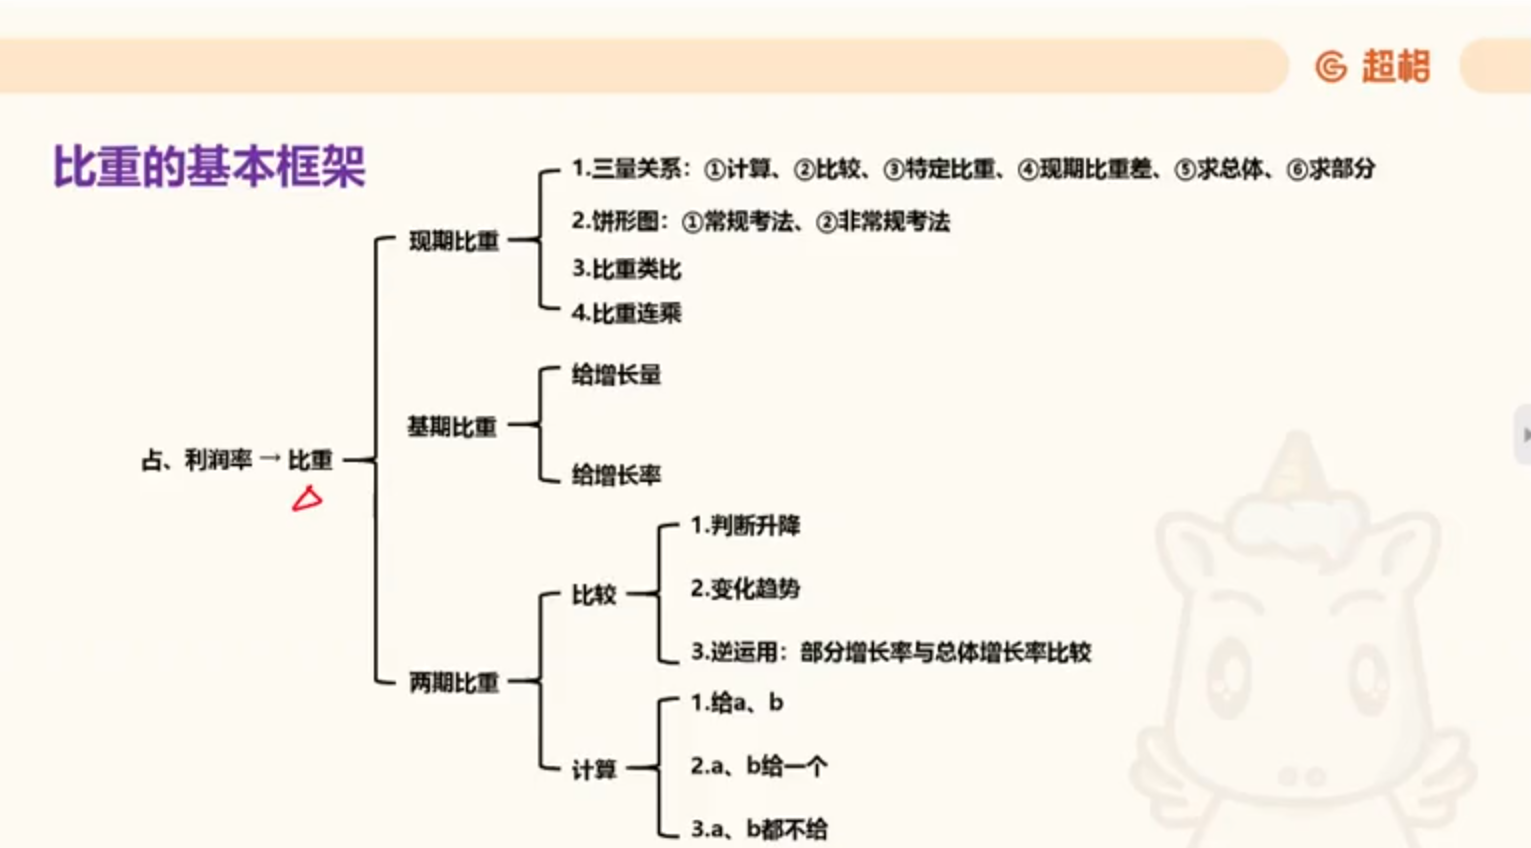 超格
比重的基本框架
占、利润率→比重
现期比重
1.三量关系：①计算、②比较、③特定比重、④现期比重差、⑤求总体、⑥求部分
2.饼形图：①常规考法、②非常规考法
3.比重类比
4.比重连乘
基期比重
给增长量
给增长率
两期比重
比较
1.判断升降
2.变化趋势
3.逆运用：部分增长率与总体增长率比较
计算
1.给a、b
2.a、b给一个
3.a、b都不给